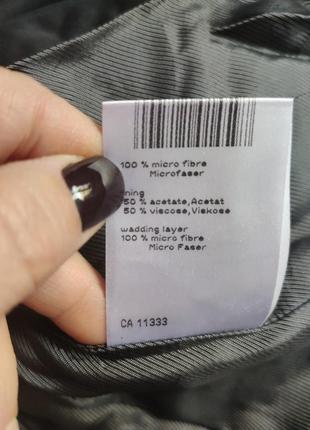 100 % micro fibre
Microfaser
ning
50 % acetate,Acetat
50 % viscose,Viskose
wadding layer
100 % micro fibre
Micro Faser
CA 11333